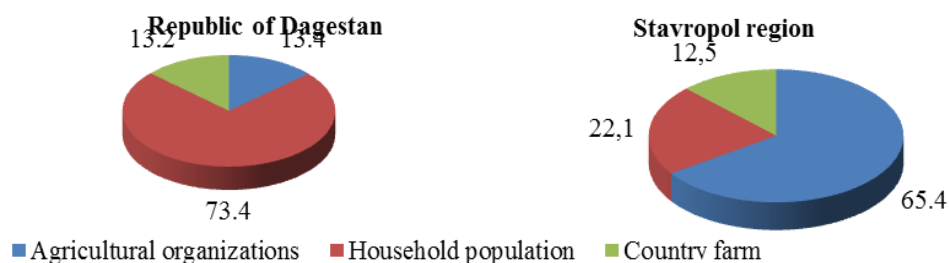 Republic of Dagestan
13.2
13.4
73.4
Stavropol region
12,5
22,1
65.4
Agricultural organizations
Household population
Country farm